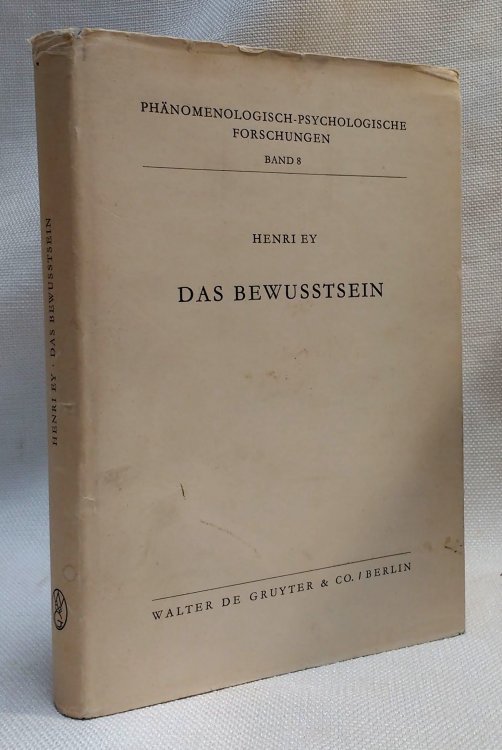 PHÄNOMENOLOGISCH-PSYCHOLOGISCHE
FORSCHUNGEN
BAND 8
HENRI EY
DAS BEWUSSTSEIN
WALTER DE GRUYTER & CO. / BERLIN
HENRI EY · DAS BEWUSSTSEIN